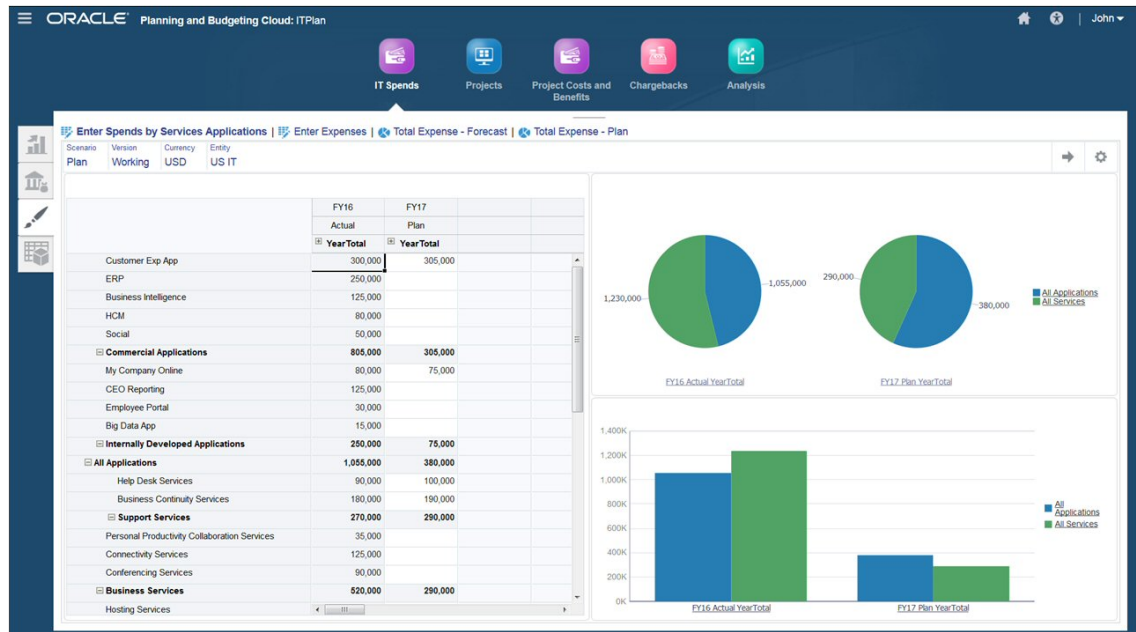 ORACLE® Planning and Budgeting Cloud: ITPlan
John
IT Spends
Projects
Project Costs and
Benefits
Chargebacks
Analysis
Enter Spends by Services Applications | Enter Expenses | Total Expense - Forecast | Total Expense - Plan
Scenario Version Currency Entity
Plan Working USD US IT
FY16 FY17
Actual Plan
YearTotal YearTotal
Customer Exp App 300,000 305,000
ERP 250,000
Business Intelligence 125,000
HCM 80,000
Social 50,000
Commercial Applications 805,000 305,000
My Company Online 80,000 75,000
CEO Reporting 125,000
Employee Portal 30,000
Big Data App 15,000
Internally Developed Applications 250,000 75,000
All Applications 1,055,000 380,000
Help Desk Services 90,000 100,000
Business Continuity Services 180,000 190,000
Support Services 270,000 290,000
Personal Productivity Collaboration Services 35,000
Connectivity Services 125,000
Conferencing Services 90,000
Business Services 520,000 290,000
Hosting Services
1,230,000
1,055,000
FY16 Actual YearTotal
290,000
380,000
FY17 Plan YearTotal
All Applications
All Services
1,400K
1,200K
1,000K
800K
600K
400K
200K
0K
FY16 Actual YearTotal
FY17 Plan YearTotal
All
Applications
All Services